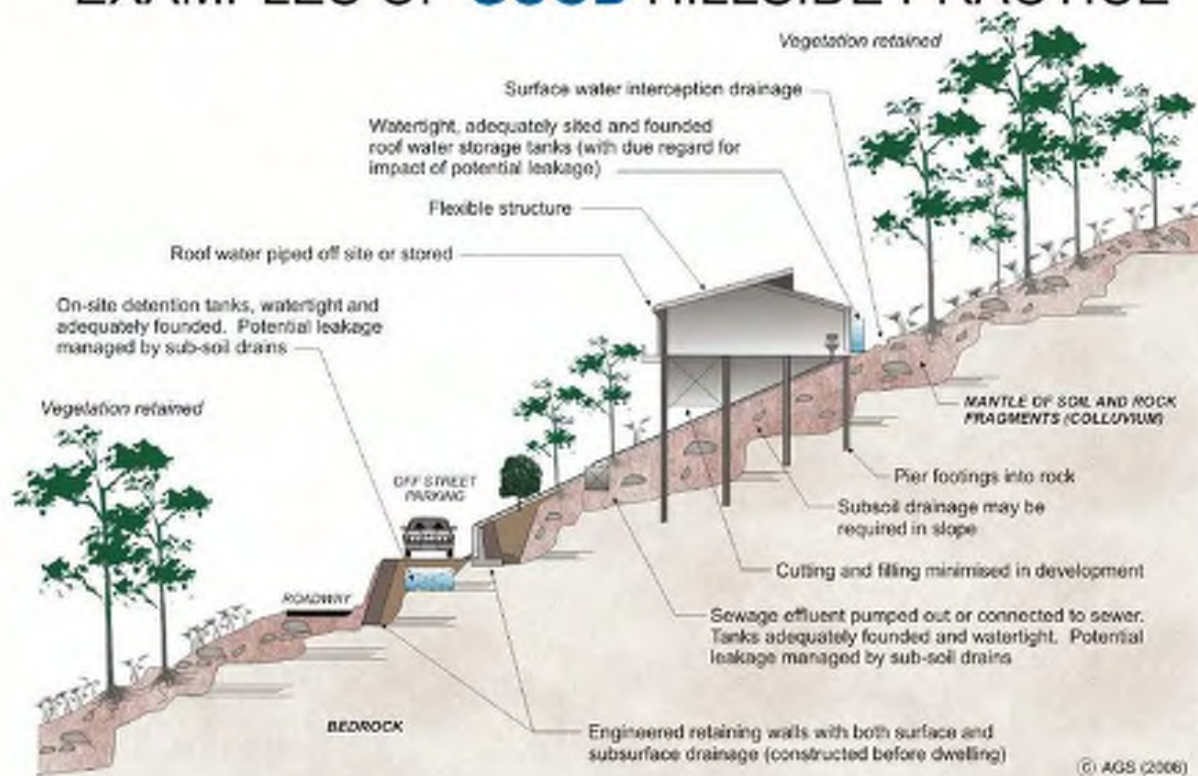 EXAMPLES OF GOOD HILLSIDE PRACTICE
Vegetation retained
Surface water interception drainage
Watertight, adequately sited and founded
roof water storage tanks (with due regard for
impact of potential leakage)
Flexible structure
Roof water piped off site or stored
On-site detention tanks, watertight and
adequately founded. Potential leakage
managed by sub-soil drains
Vegetation retained
MANTLE OF SOIL AND ROCK
FRAGMENTS (COLLUVIUM)
Pier footings into rock
OFF STREET
PARKING
Subsoil drainage may be
required in slope
Cutting and filling minimised in development
ROADWAY
Sewage effluent pumped out or connected to sewer.
Tanks adequately founded and watertight. Potential
leakage managed by sub-soil drains
BEDROCK
Engineered retaining walls with both surface and
subsurface drainage (constructed before dwelling)
© AGS (2006)